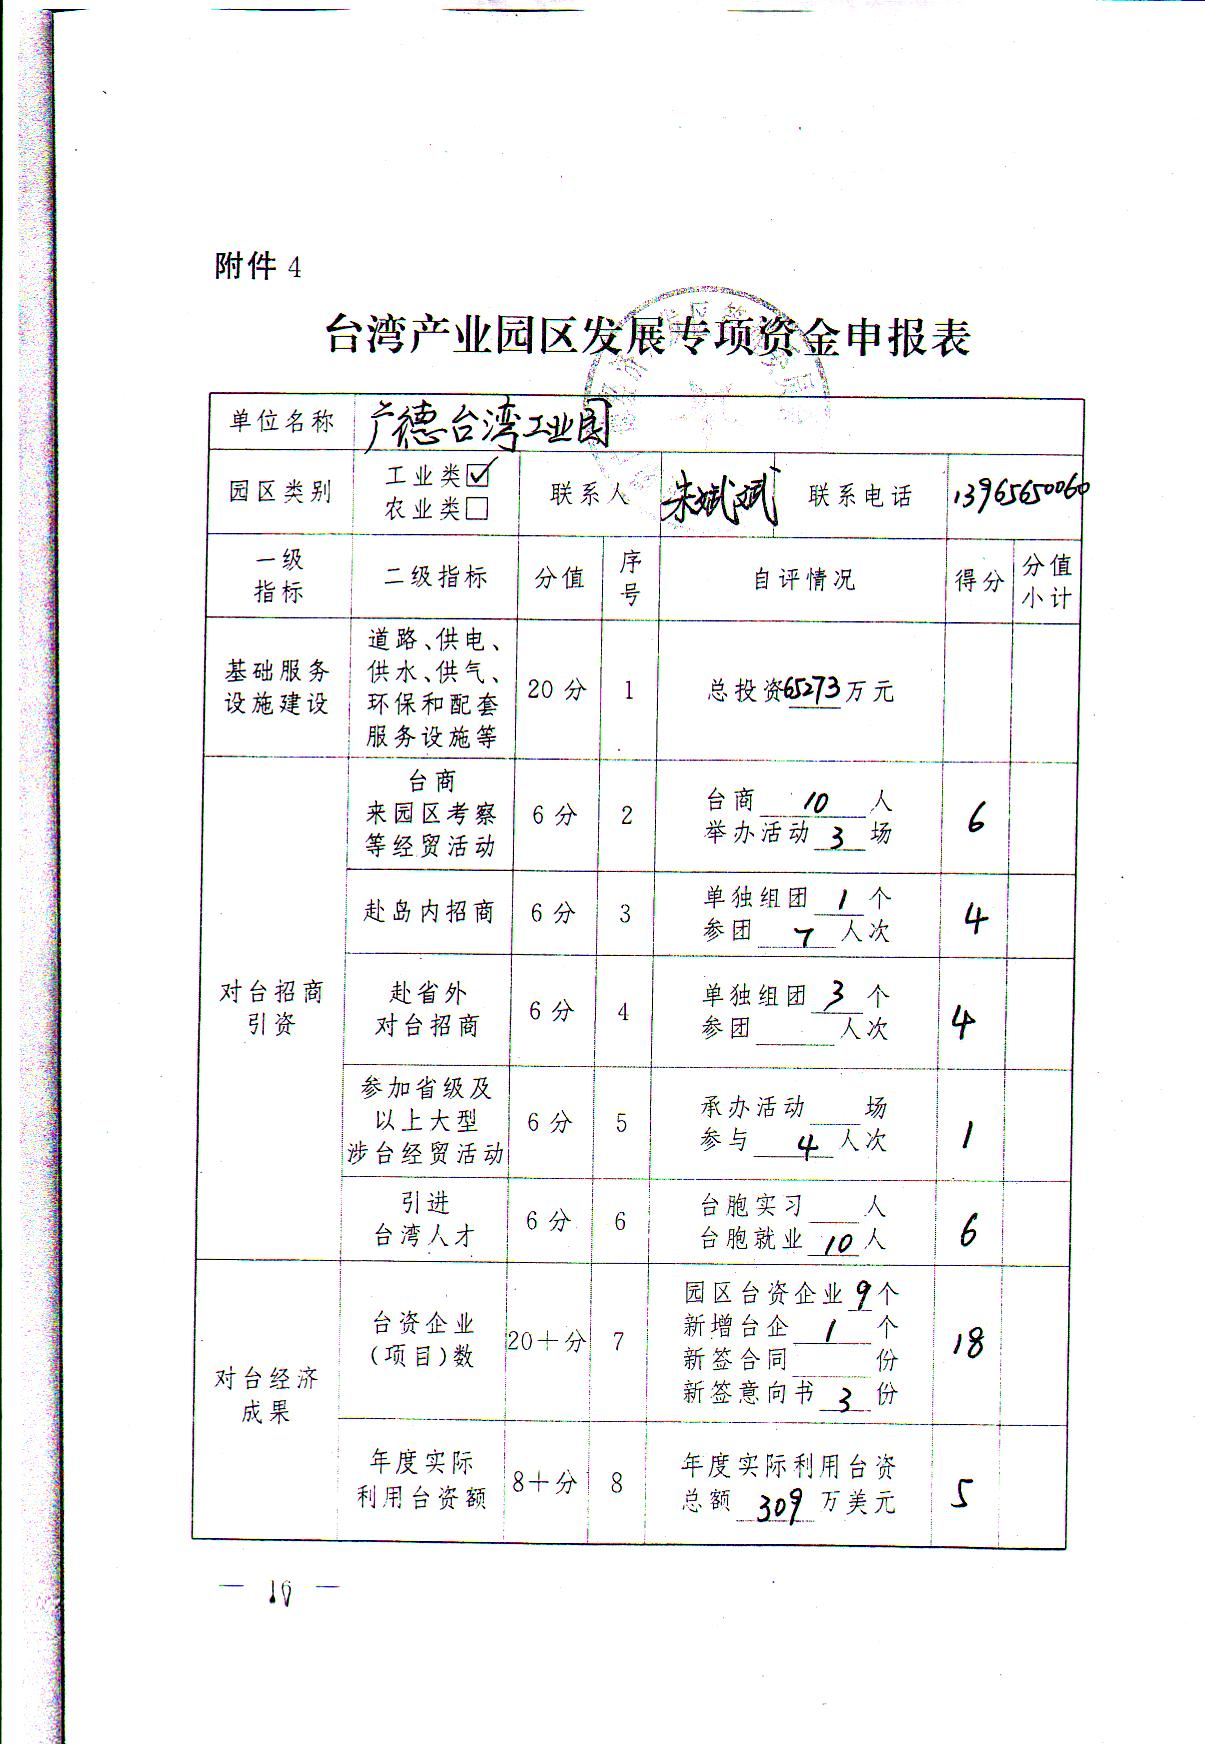 附件 4
台湾产业园区发展专项资金申报表
单位名称 广德台湾工业园
园区类别 工业类☑ 农业类□ 联系人 朱斌斌 联系电话 13965650060
一级
指标 二级指标 分值 序
号 自评情况 得分 分值
小计
基础服务
设施建设
道路、供电、
供水、供气、
环保和配套
服务设施等
20分 1 总投资65273万元
对台招商
引资
台商
来园区考察
等经贸活动
6分 2
台商 10 人
举办活动 3 场
6
赴岛内招商 6分 3
单独组团 1 个
参团 7 人次
4
赴省外
对台招商
6分 4
单独组团 3 个
参团 人次
4
参加省级及
以上大型
涉台经贸活动
6分 5
承办活动 场
参与 4 人次
1
引进
台湾人才
6分 6
台胞实习 人
台胞就业 10 人
6
对台经济
成果
台资企业
(项目)数
20+分 7
园区台资企业 9 个
新增台企 1 个
新签合同 份
新签意向书 3 份
18
年度实际
利用台资额
8+分 8
年度实际利用台资
总额 309 万美元
5